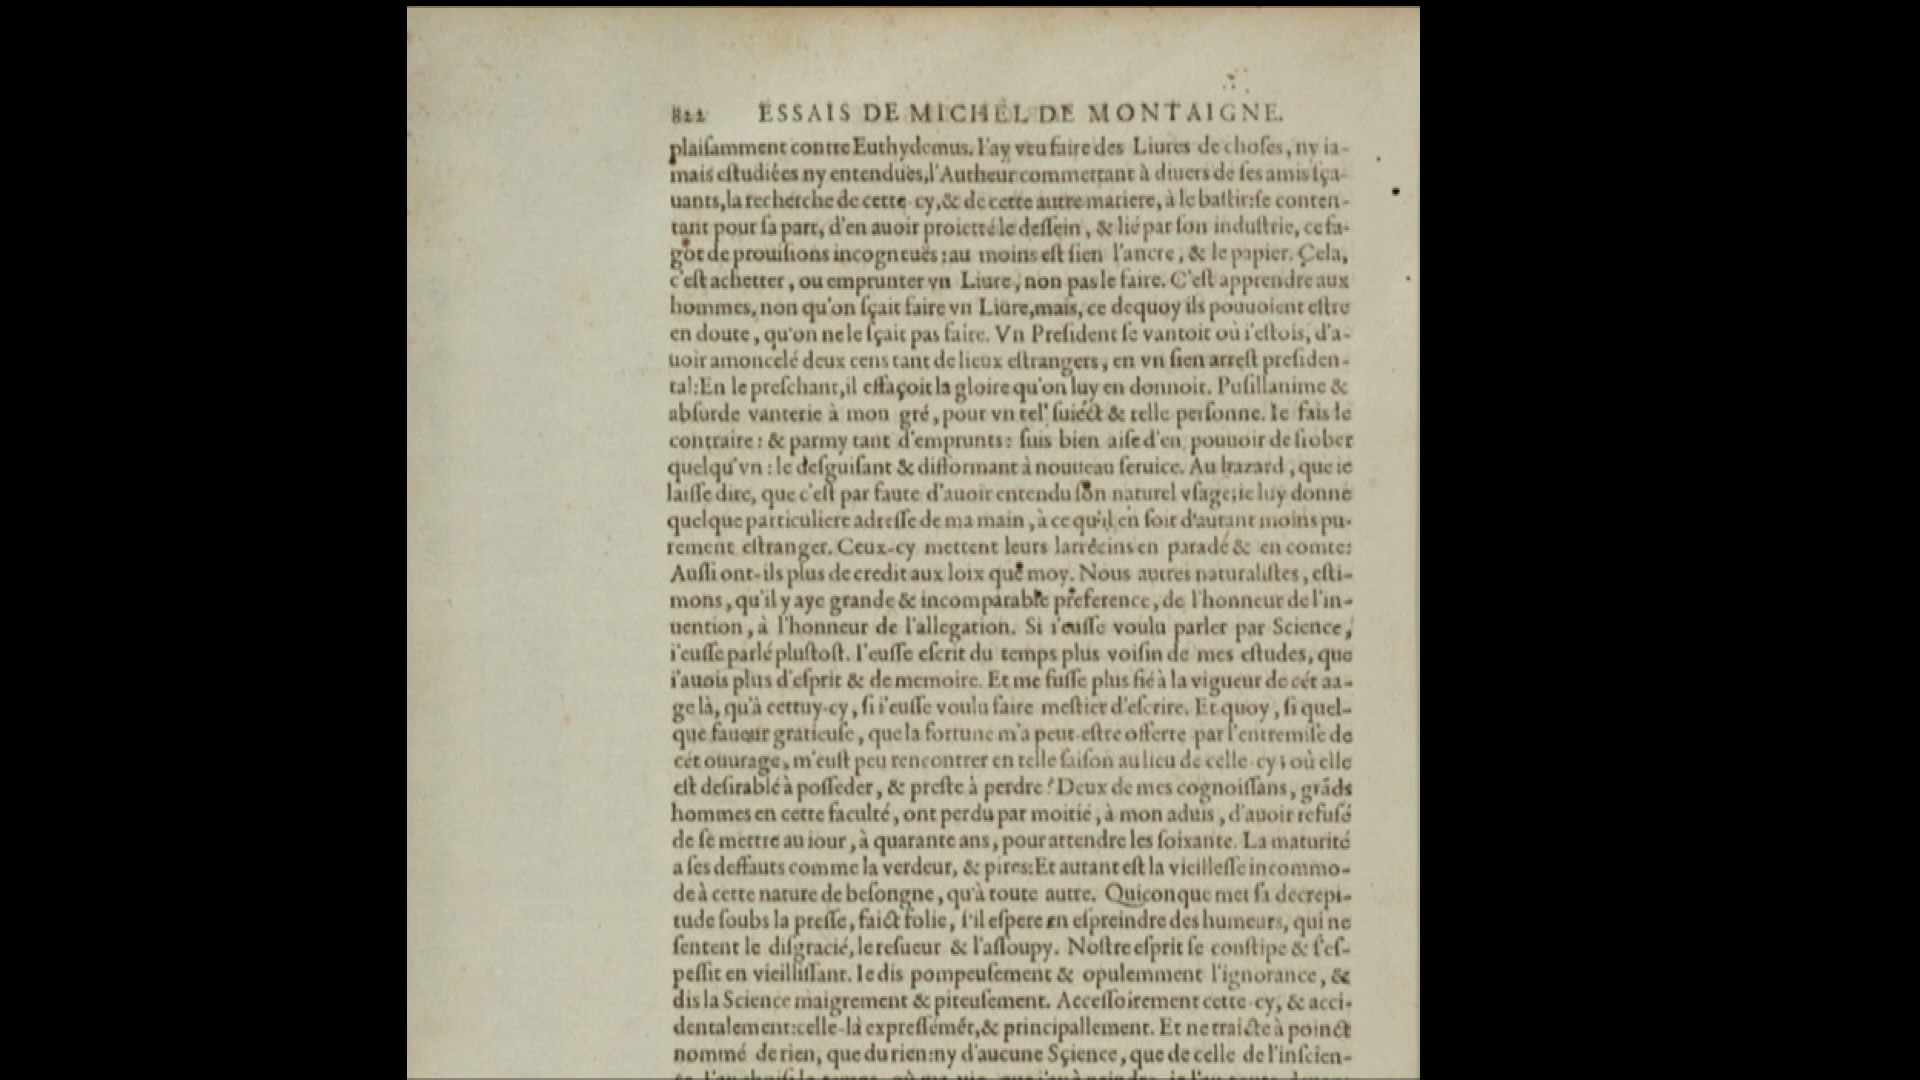 822 ESSAIS DE MICHEL DE MONTAIGNE.
plaiſamment contre Euthydemus. I'ay veu faire des Liures de choſes, ny ia-
mais eſtudiées ny entenduës, l'Autheur commettant à diuers de ſes amis ſça-
uants, la recherche de cette-cy, & de cette autre matiere, à le baſtir: ſe conten-
tant pour ſa part, d'en auoir proietté le deſſein, & lié par ſon induſtrie, ce fa-
got de prouiſions incogneuës: au moins eſt ſien l'ancre, & le papier. Cela,
c'eſt achetter, ou emprunter vn Liure, non pas le faire. C'eſt apprendre aux
hommes, non qu'on ſçait faire vn Liure, mais, ce dequoy ils pouuoient eſtre
en doute, qu'on ne le ſçait pas faire. Vn Preſident ſe vantoit où i'eſtois, d'a-
uoir amoncelé deux cens tant de lieux eſtrangers, en vn ſien arreſt preſiden-
tal: En le preſchant, il effaçoit la gloire qu'on luy en donnoit. Puſillanime &
abſurde vanterie à mon gré, pour vn tel ſuiéct & telle perſonne. Ie fais le
contraire: & parmy tant d'emprunts: ſuis bien aiſe d'en pouuoir deſrober
quelqu'vn: le deſguiſant & difformant à nouueau ſeruice. Au hazard, que ie
laiſſe dire, que c'eſt par faute d'auoir entendu ſon naturel vſage; ie luy donne
quelque particuliere adreſſe de ma main, à ce qu'il en ſoit d'autant moins pu-
rement eſtranger. Ceux-cy mettent leurs larrécins en parade & en comte:
Auſſi ont-ils plus de credit aux loix que moy. Nous autres naturaliſtes, eſti-
mons, qu'il y aye grande & incomparable preference, de l'honneur de l'in-
uention, à l'honneur de l'allegation. Si i'euſſe voulu parler par Science,
i'euſſe parlé pluſtoſt. I'euſſe eſcrit du temps plus voiſin de mes eſtudes, que
i'auois plus d'eſprit & de memoire. Et me fuſſe plus fié à la vigueur de cét aa-
ge là, qu'à cettuy-cy, ſi i'euſſe voulu faire meſtier d'eſcrire. Et quoy, ſi quel-
que faueur gratieuſe, que la fortune m'a peut-eſtre offerte par l'entremiſe de
cét ouurage, m'euſt peu rencontrer en telle ſaiſon au lieu de celle-cy; où elle
eſt deſirable à poſſeder, & preſte à perdre? Deux de mes cognoiſſans, grãds
hommes en cette faculté, ont perdu par moitié, à mon aduis, d'auoir refuſé
de ſe mettre au iour, à quarante ans, pour attendre les ſoixante. La maturité
a ſes deffauts comme la verdeur, & pires: Et autant eſt la vieilleſſe incommo-
de à cette nature de beſongne, qu'à toute autre. Quiconque met ſa decrepi-
tude ſoubs la preſſe, faict folie, ſ'il eſpere en eſpreindre des humeurs, qui ne
ſentent le diſgracié, le reſueur & l'aſſoupy. Noſtre eſprit ſe conſtipe & ſ'eſ-
peſſit en vieilliſſant. Ie dis pompeuſement & opulemment l'ignorance, &
dis la Science maigrement & piteuſement. Acceſſoirement cette-cy, & acci-
dentalement: celle-là expreſſémét, & principallement. Et ne traicte à poinct
nommé de rien, que du rien: ny d'aucune Sçience, que de celle de l'inſcien-